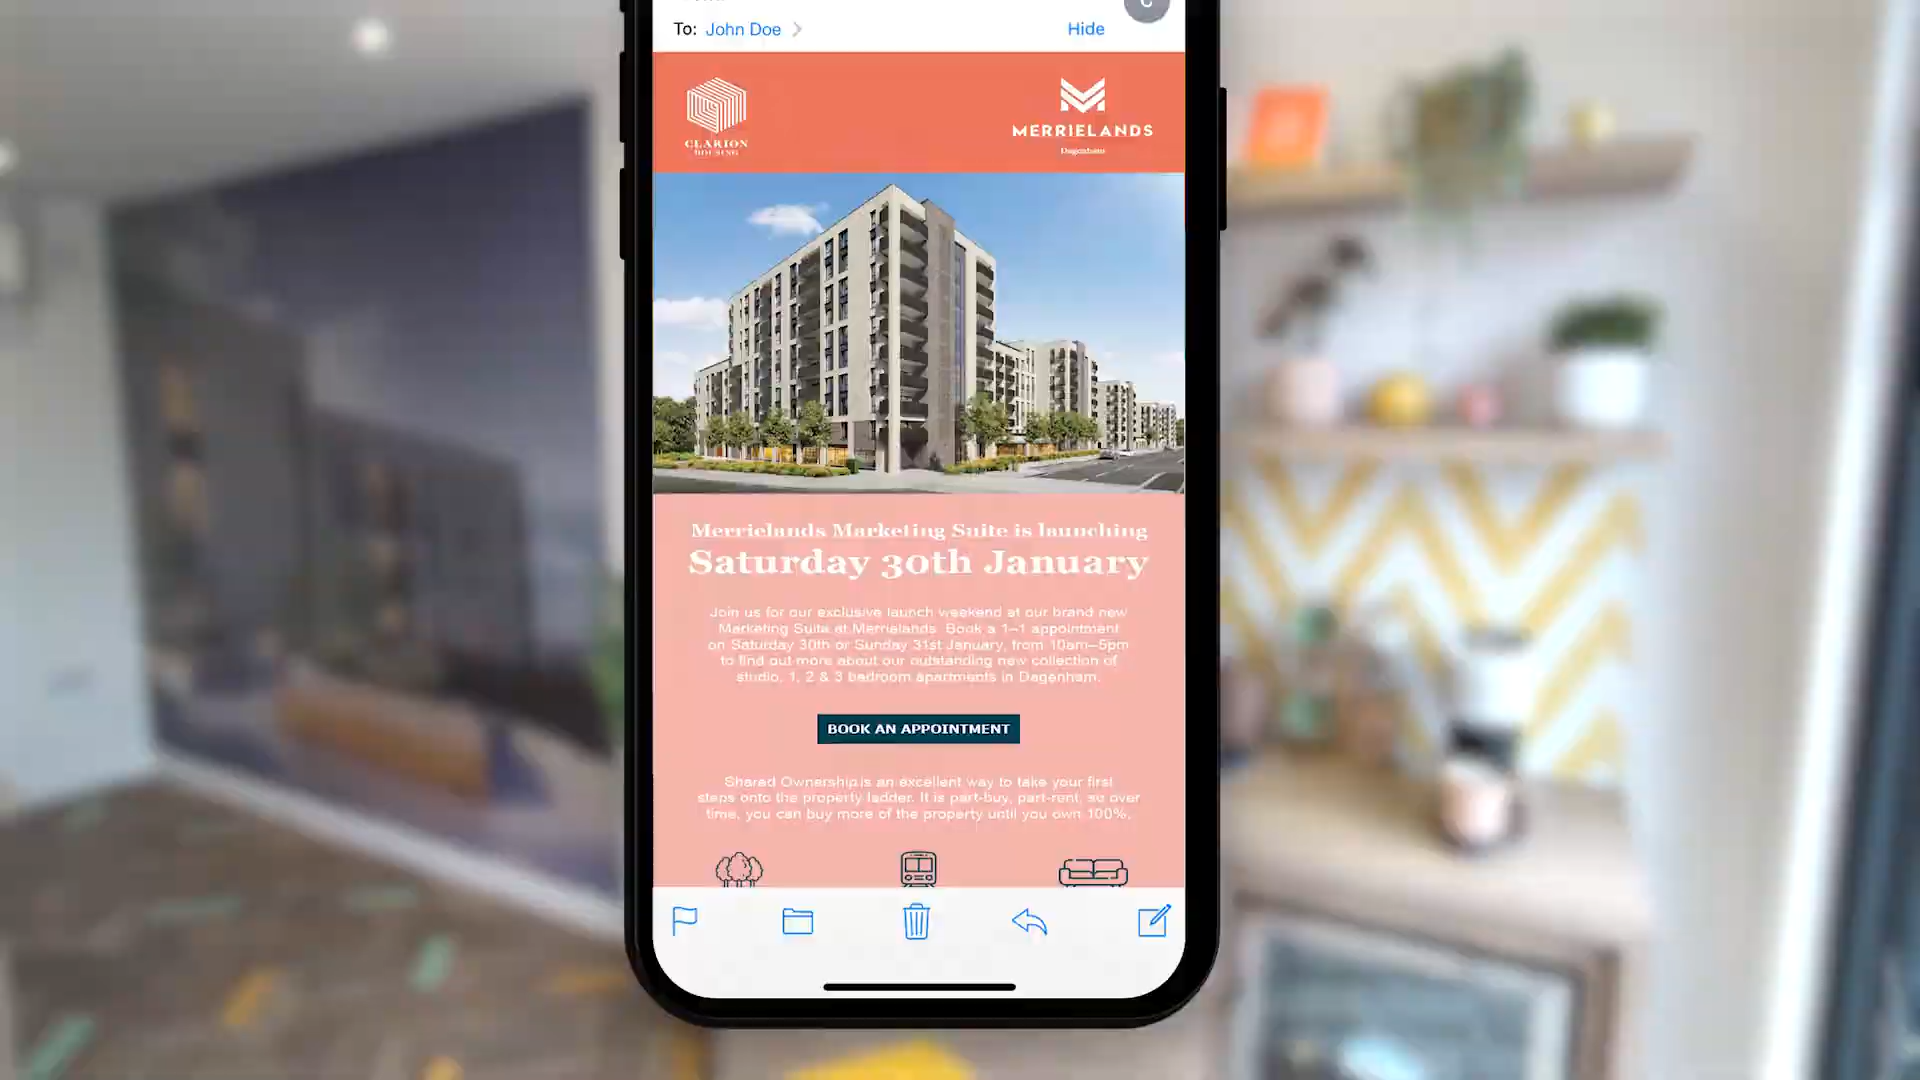 To: John Doe
Hide
CLARION
HOUSING
MERRIELANDS
Dagenham
Merrielands Marketing Suite is launching
Saturday 30th January
Join us for our exclusive launch weekend at our brand new
Marketing Suite at Merrielands. Book a 1–1 appointment
on Saturday 30th or Sunday 31st January, from 10am–5pm
to find out more about our outstanding new collection of
studio, 1, 2 & 3 bedroom apartments in Dagenham.
BOOK AN APPOINTMENT
Shared Ownership is an excellent way to take your first
steps onto the property ladder. It is part-buy, part-rent, so over
time, you can buy more of the property until you own 100%.